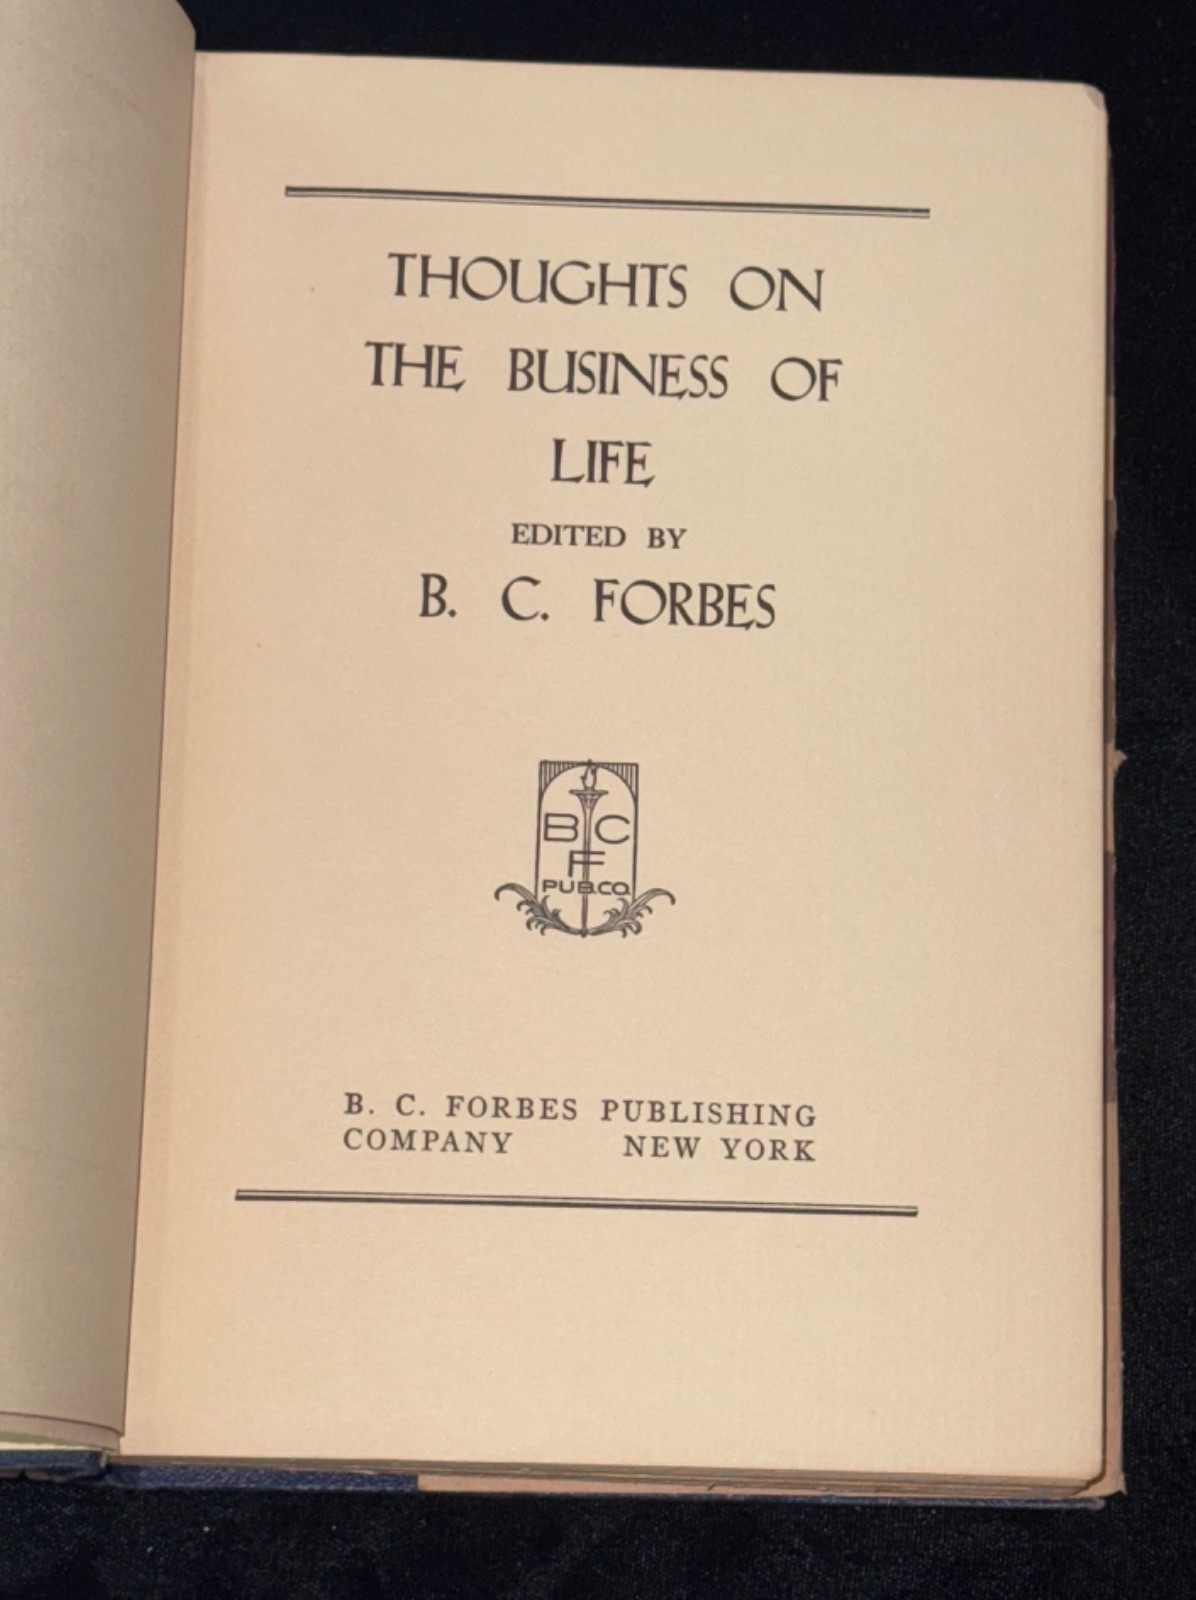 THOUGHTS ON
THE BUSINESS OF
LIFE
EDITED BY
B. C. FORBES
B C
F
PUB.CO.
B. C. FORBES PUBLISHING
COMPANY NEW YORK